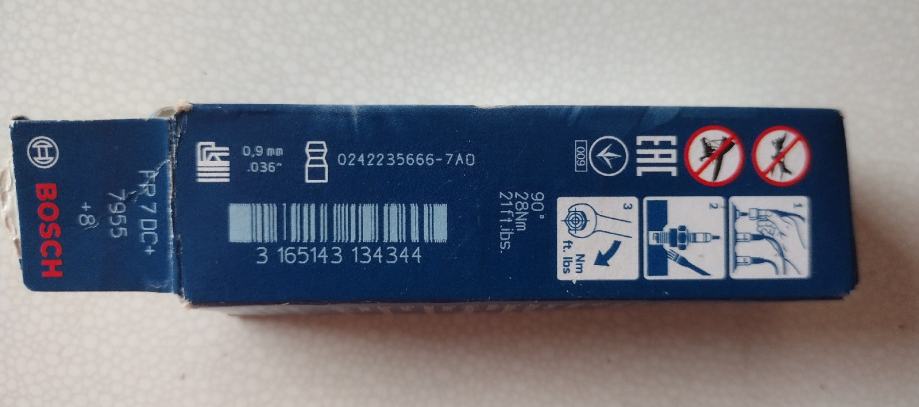 BOSCH
FR 7 DC+
7955
+8
0,9 mm
.036"
0242235666-7A0
3 165143 134344
90°
28Nm
21ft.lbs.
009
EAC
3
Nm
ft. lbs
2
1